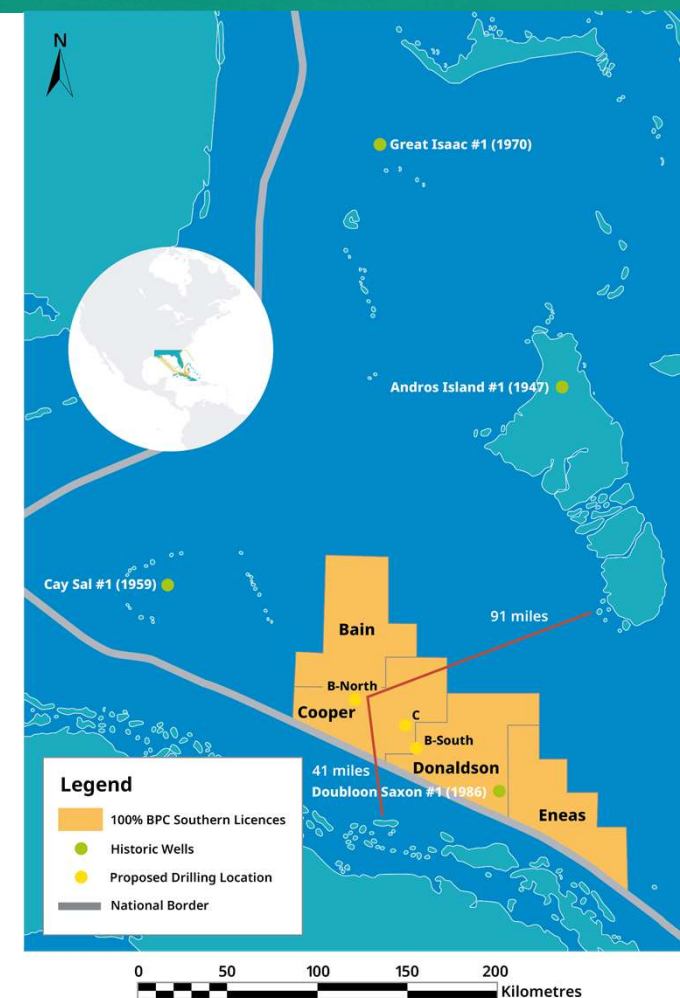 N
Great Isaac #1 (1970)
Andros Island #1 (1947)
Cay Sal #1 (1959)
91 miles
Bain
B-North
Cooper
C
B-South
Donaldson
41 miles
Doubloon Saxon #1 (1986)
Eneas
Legend
100% BPC Southern Licences
Historic Wells
Proposed Drilling Location
National Border
0 50 100 150 200
Kilometres